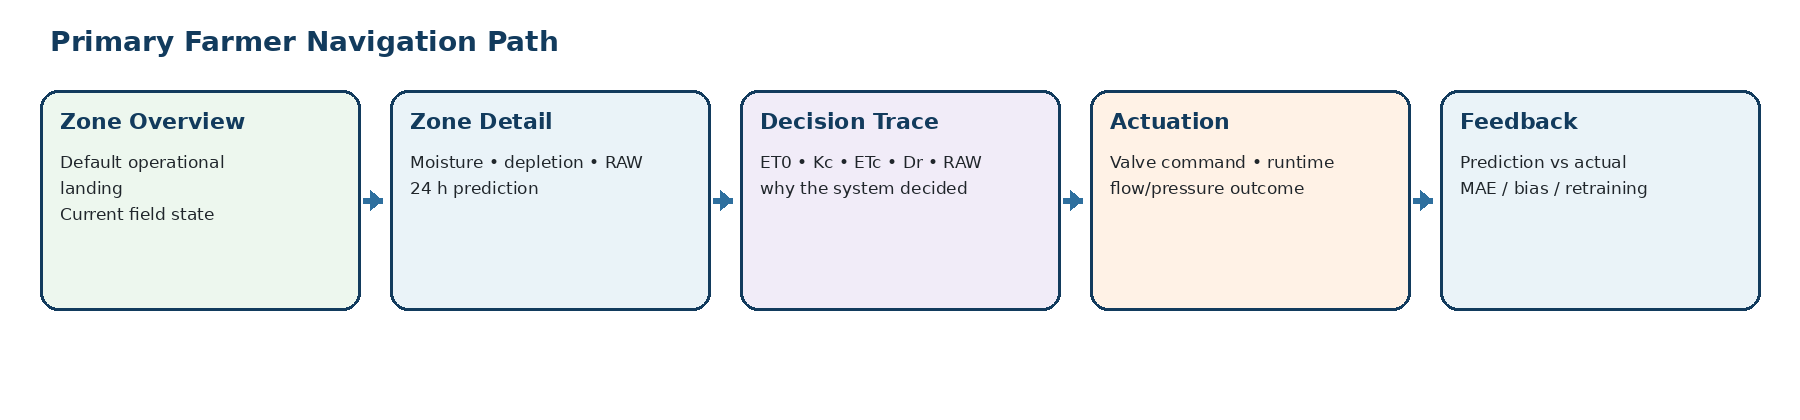 Primary Farmer Navigation Path
Zone Overview
Default operational
landing
Current field state
Zone Detail
Moisture • depletion • RAW
24 h prediction
Decision Trace
ET0 • Kc • ETc • Dr • RAW
why the system decided
Actuation
Valve command • runtime
flow/pressure outcome
Feedback
Prediction vs actual
MAE / bias / retraining